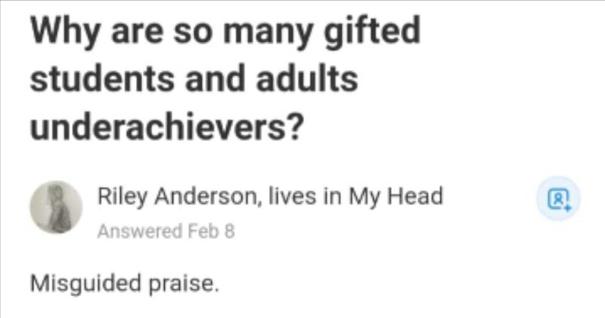 Why are so many gifted
students and adults
underachievers?
Riley Anderson, lives in My Head
Answered Feb 8
Misguided praise.